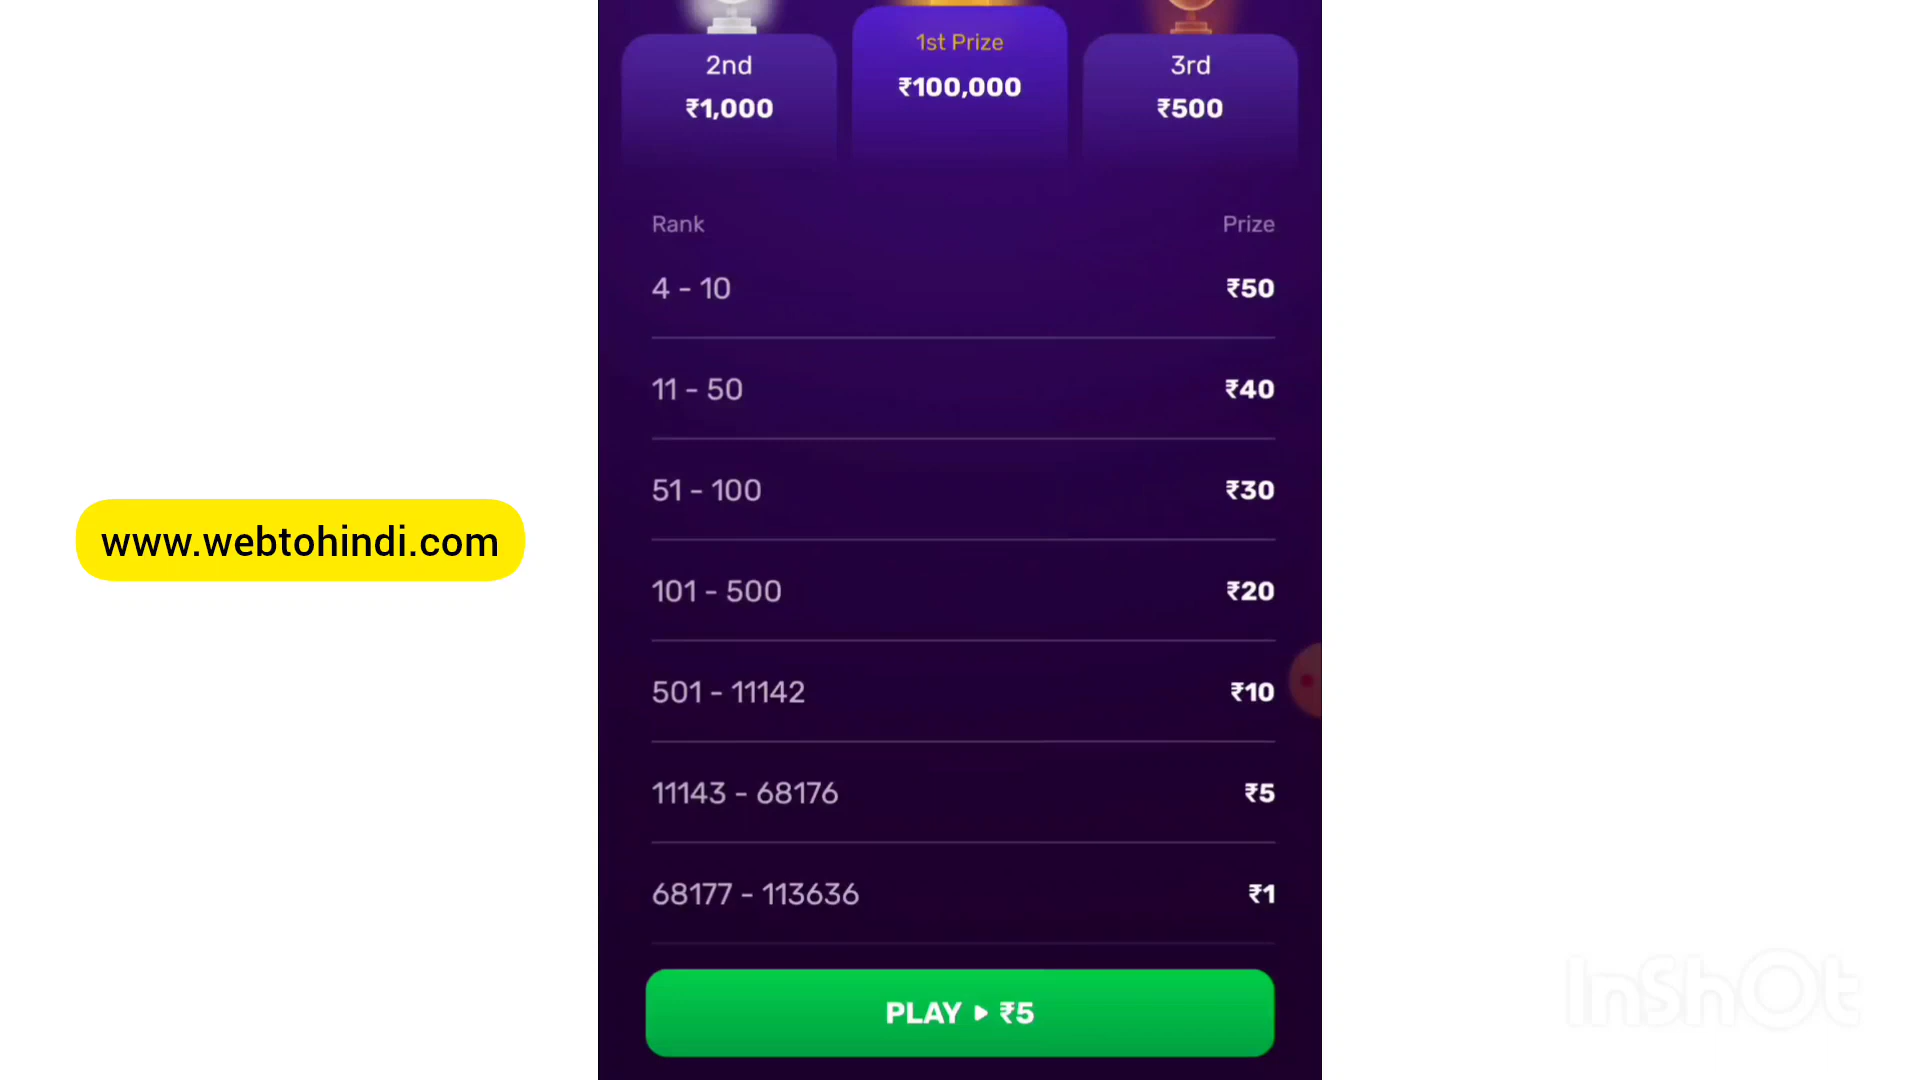 1st Prize
₹100,000
2nd
₹1,000
3rd
₹500
Rank Prize
4 - 10 ₹50
11 - 50 ₹40
51 - 100 ₹30
101 - 500 ₹20
501 - 11142 ₹10
11143 - 68176 ₹5
68177 - 113636 ₹1
PLAY ▶ ₹5
www.webtohindi.com
InShOt